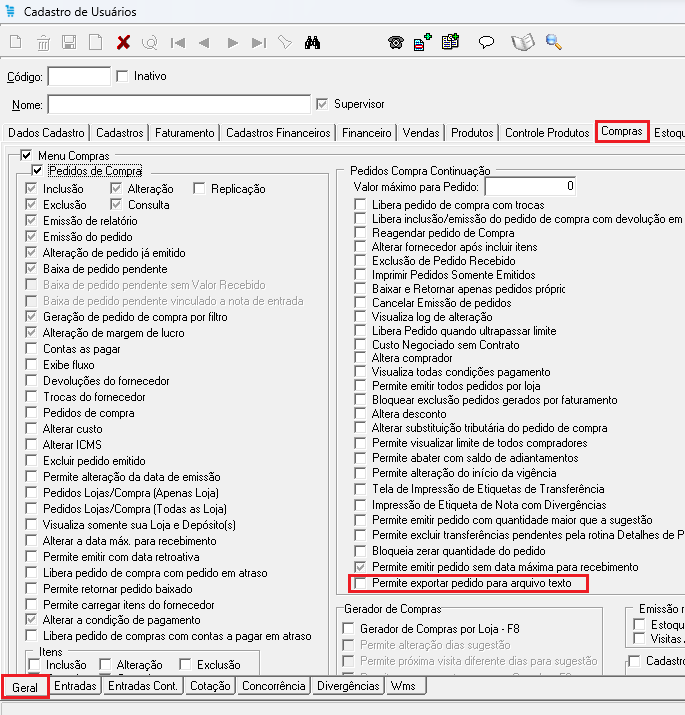 Cadastro de Usuários
Código:
Inativo
Nome:
Supervisor
Dados Cadastro Cadastros Faturamento Cadastros Financeiros Financeiro Vendas Produtos Controle Produtos Compras Estoqu
Menu Compras
Pedidos de Compra
Inclusão Alteração Replicação
Exclusão Consulta
Emissão de relatório
Emissão do pedido
Alteração de pedido já emitido
Baixa de pedido pendente
Baixa de pedido pendente sem Valor Recebido
Baixa de pedido pendente vinculado a nota de entrada
Geração de pedido de compra por filtro
Alteração de margem de lucro
Contas as pagar
Exibe fluxo
Devoluções do fornecedor
Trocas do fornecedor
Pedidos de compra
Alterar custo
Alterar ICMS
Excluir pedido emitido
Permite alteração da data de emissão
Pedidos Lojas/Compra (Apenas Loja)
Pedidos Lojas/Compra (Todas as Loja)
Visualiza somente sua Loja e Depósito(s)
Alterar a data máx. para recebimento
Permite emitir com data retroativa
Libera pedido de compra com pedido em atraso
Permite retornar pedido baixado
Permite carregar itens do fornecedor
Alterar a condição de pagamento
Libera pedido de compras com contas a pagar em atraso
Itens
Inclusão Alteração Exclusão
Pedidos Compra Continuação
Valor máximo para Pedido: 0
Libera pedido de compra com trocas
Libera inclusão/emissão do pedido de compra com devolução em
Reagendar pedido de Compra
Alterar fornecedor após incluir itens
Exclusão de Pedido Recebido
Imprimir Pedidos Somente Emitidos
Baixar e Retornar apenas pedidos própric
Cancelar Emissão de pedidos
Visualiza log de alteração
Libera Pedido quando ultrapassar limite
Custo Negociado sem Contrato
Altera comprador
Visualiza todas condições pagamento
Permite emitir todos pedidos por loja
Bloquear exclusão pedidos gerados por faturamento
Altera desconto
Alterar substituição tributária do pedido de compra
Permite visualizar limite de todos compradores
Permite abater com saldo de adiantamentos
Permite alteração do início da vigência
Tela de Impressão de Etiquetas de Transferência
Impressão de Etiqueta de Nota com Divergências
Permite emitir pedido com quantidade maior que a sugestão
Permite excluir transferências pendentes pela rotina Detalhes de P
Bloqueia zerar quantidade do pedido
Permite emitir pedido sem data máxima para recebimento
Permite exportar pedido para arquivo texto
Gerador de Compras
Gerador de Compras por Loja - F8
Permite alteração dias sugestão
Permite próxima visita diferente dias para sugestão
Emissão r
Estoqu
Visitas
Cadastro
Geral Entradas Entradas Cont. Cotação Concorrência Divergências Wms